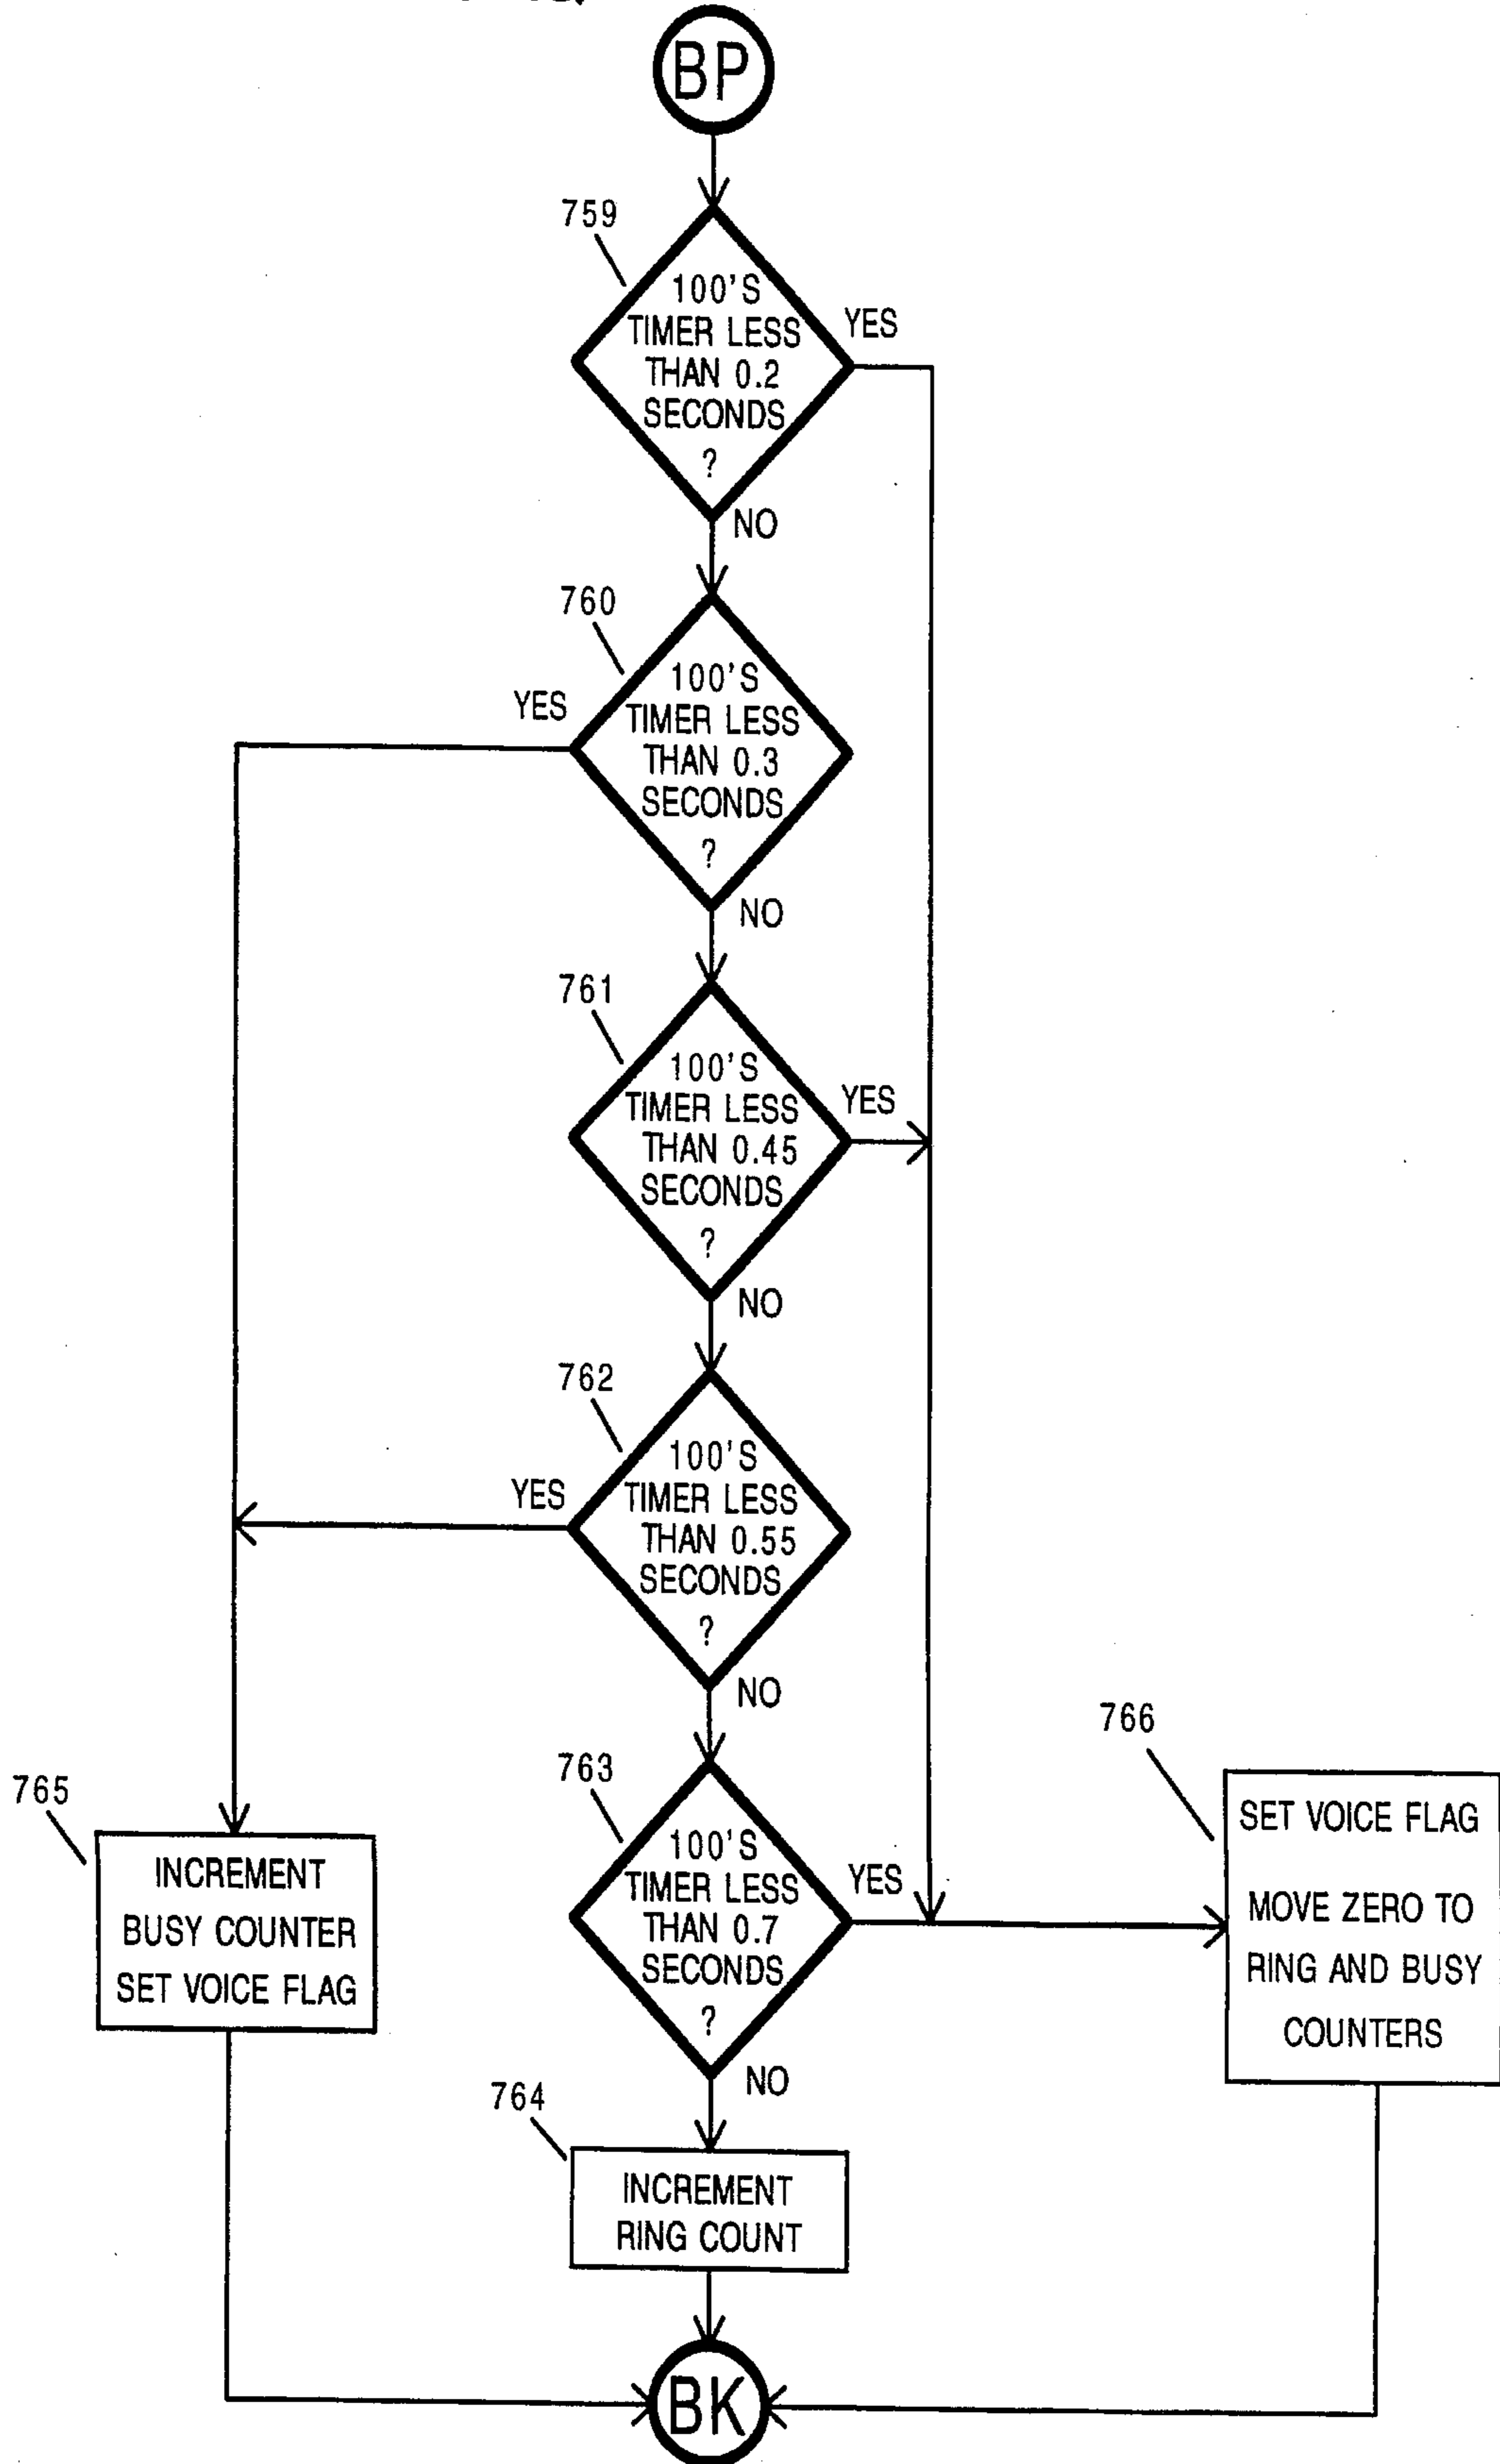 BP
759
100'S
TIMER LESS
THAN 0.2
SECONDS
?
YES
NO
760
100'S
TIMER LESS
THAN 0.3
SECONDS
?
YES
NO
761
100'S
TIMER LESS
THAN 0.45
SECONDS
?
YES
NO
762
100'S
TIMER LESS
THAN 0.55
SECONDS
?
YES
NO
763
100'S
TIMER LESS
THAN 0.7
SECONDS
?
YES
NO
765
INCREMENT
BUSY COUNTER
SET VOICE FLAG
766
SET VOICE FLAG
MOVE ZERO TO
RING AND BUSY
COUNTERS
764
INCREMENT
RING COUNT
BK